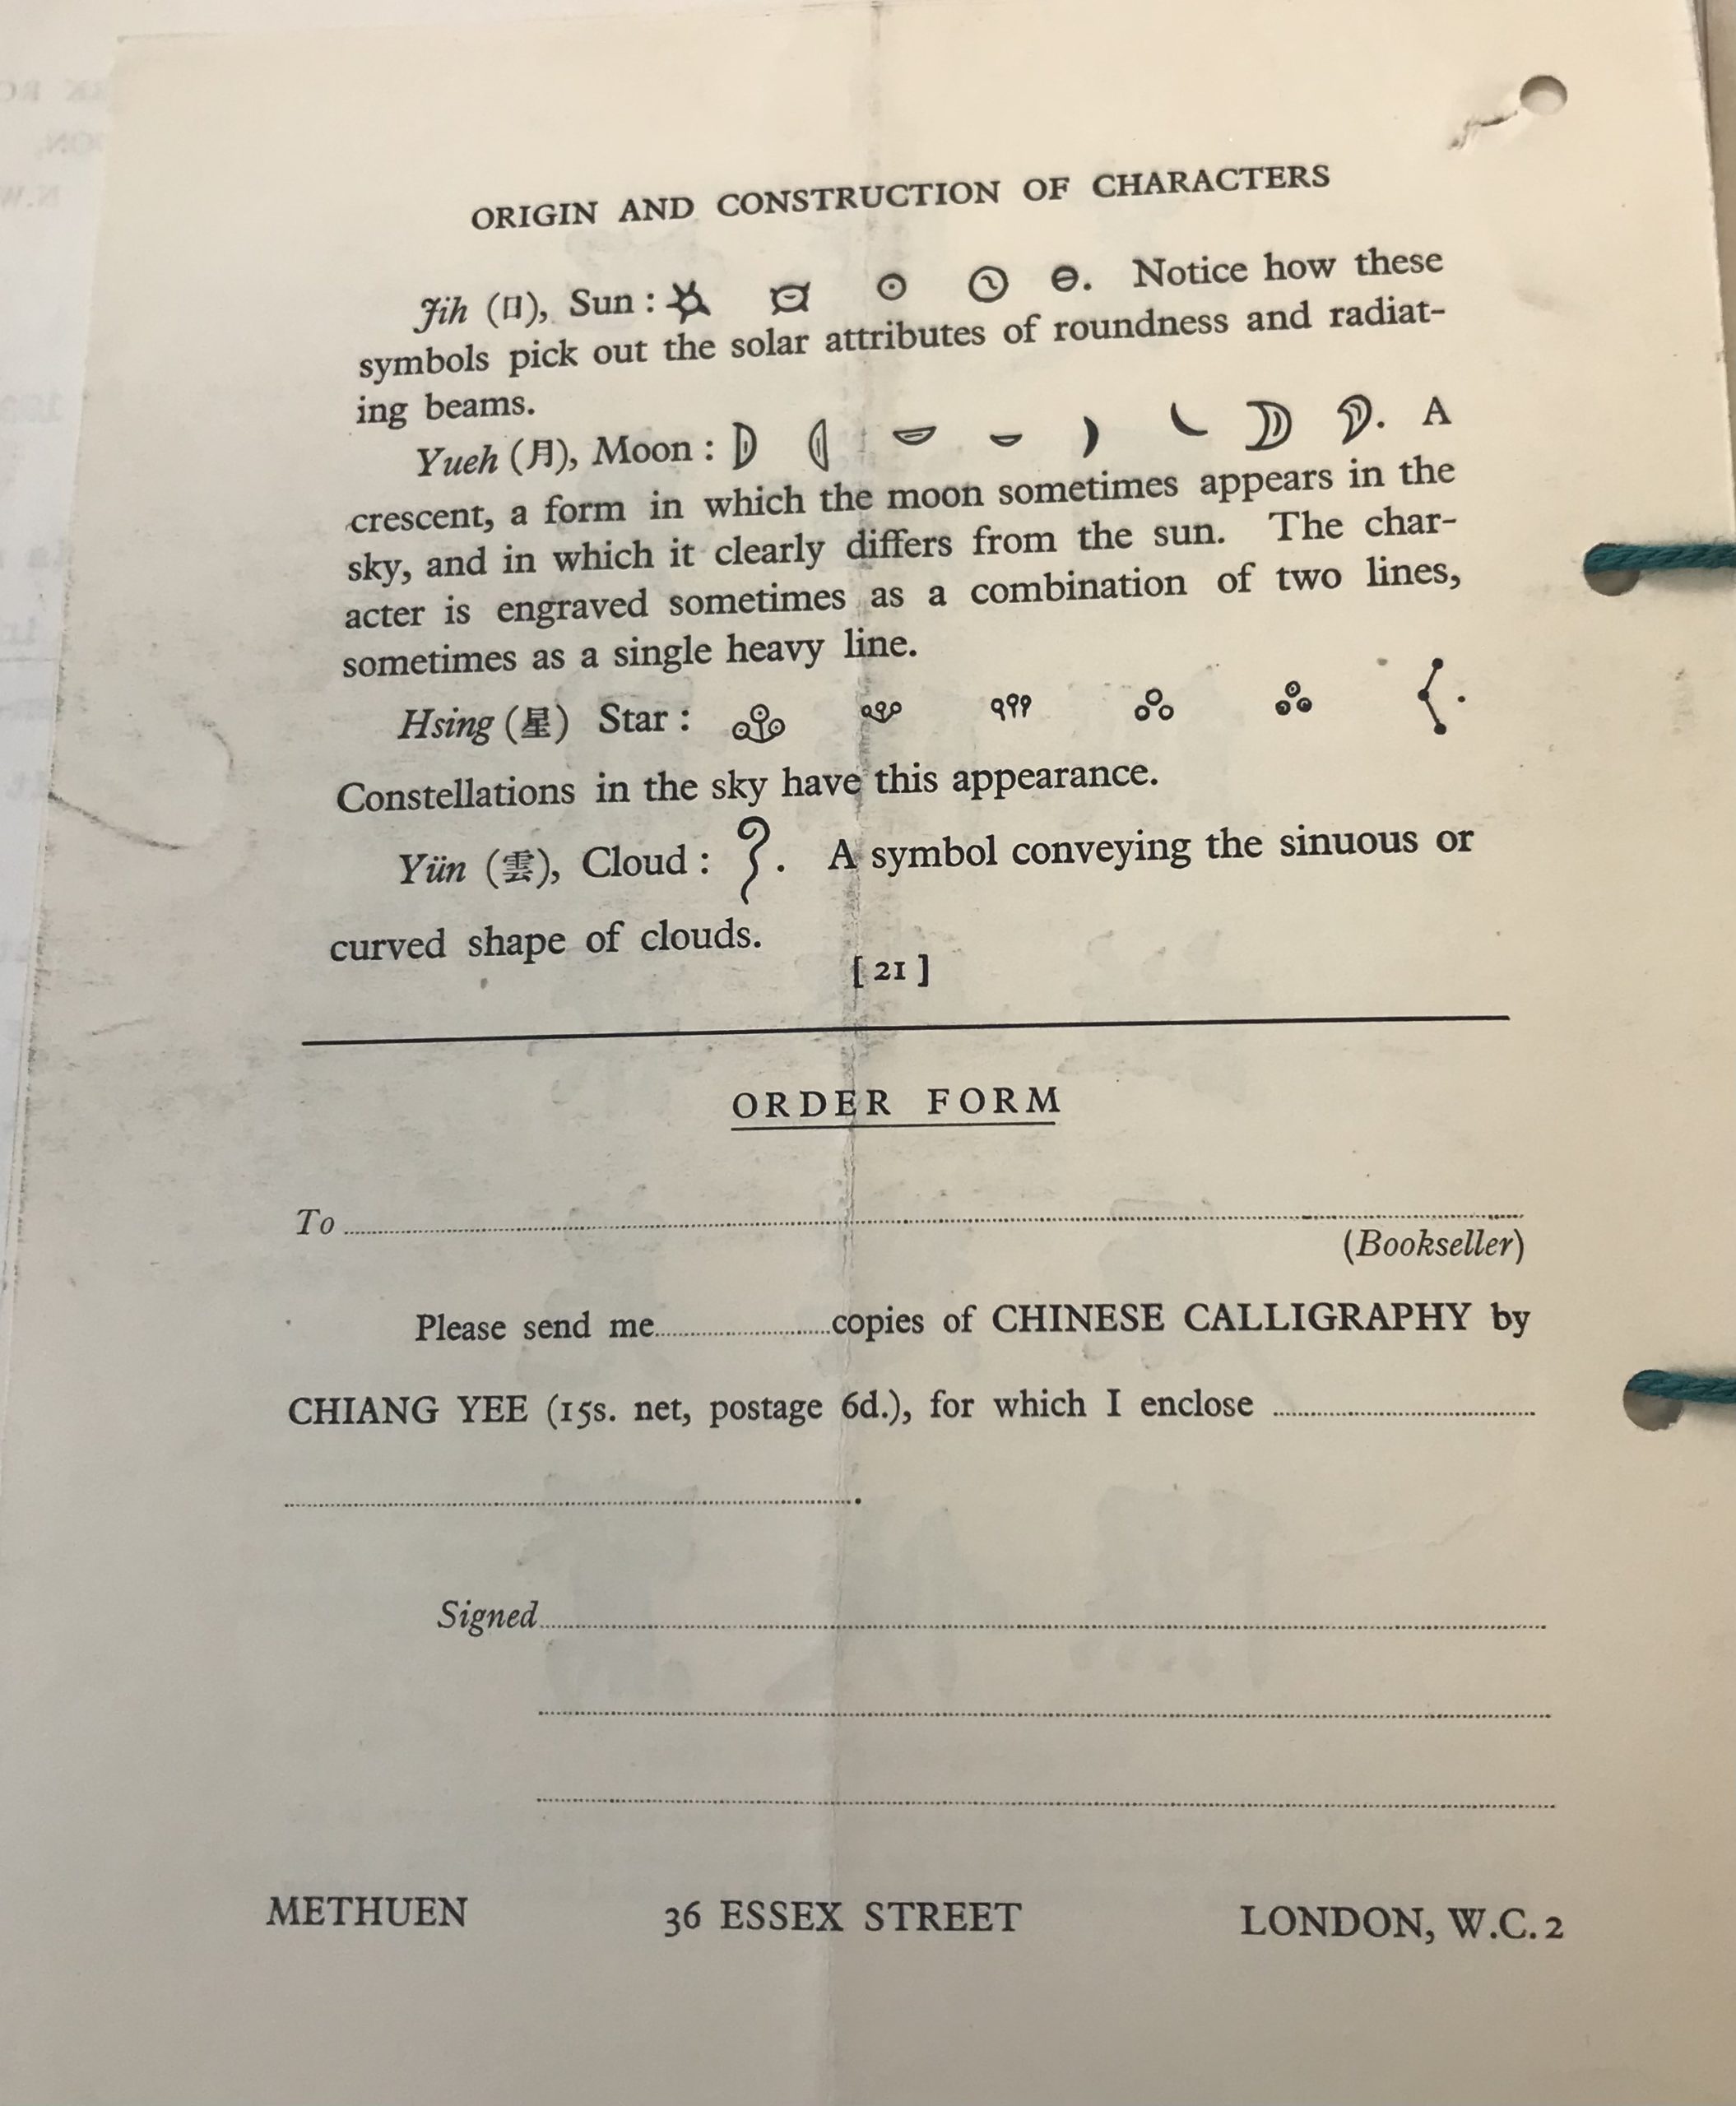 ORIGIN AND CONSTRUCTION OF CHARACTERS
Jih (日), Sun : . Notice how these
symbols pick out the solar attributes of roundness and radiat-
ing beams.
Yueh (月), Moon : . A
crescent, a form in which the moon sometimes appears in the
sky, and in which it clearly differs from the sun. The char-
acter is engraved sometimes as a combination of two lines,
sometimes as a single heavy line.
Hsing (星) Star : .
Constellations in the sky have this appearance.
Yün (雲), Cloud : . A symbol conveying the sinuous or
curved shape of clouds.
[ 21 ]
ORDER FORM
To
(Bookseller)
Please send me copies of CHINESE CALLIGRAPHY by
CHIANG YEE (15s. net, postage 6d.), for which I enclose
.
Signed
METHUEN 36 ESSEX STREET LONDON, W.C.2